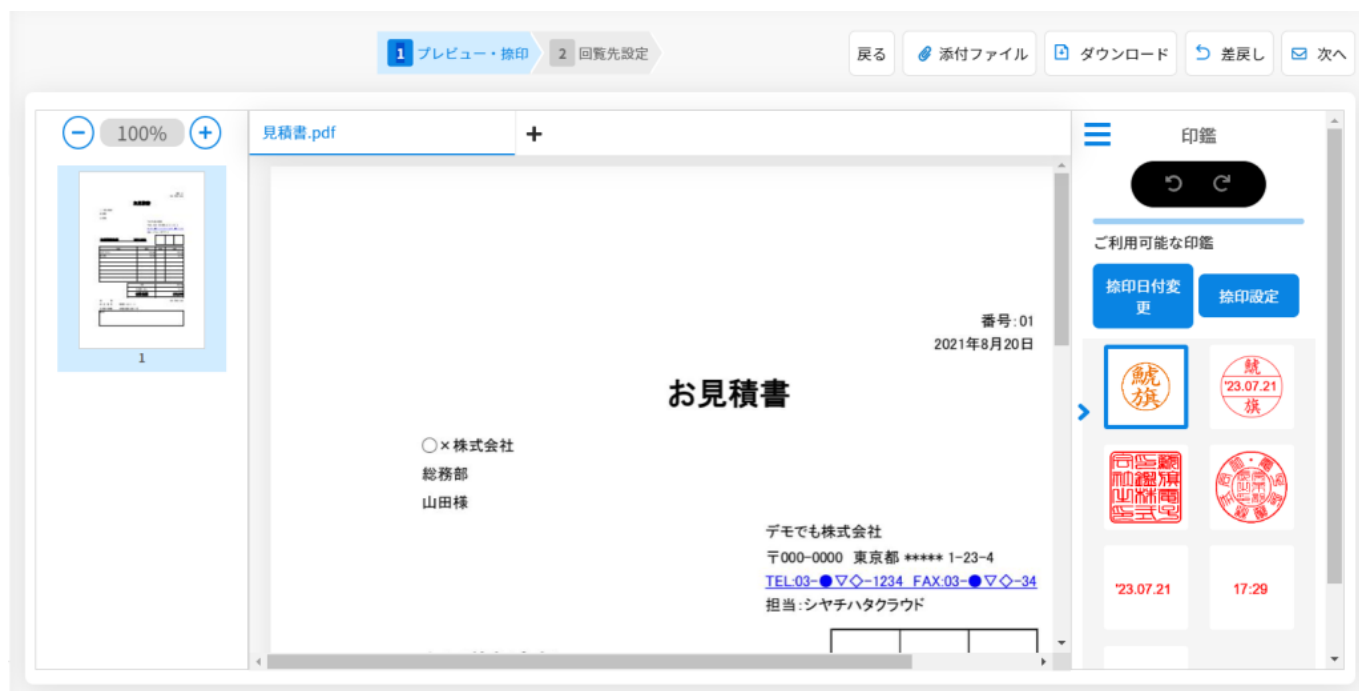 1 プレビュー・捺印 2 回覧先設定 戻る 添付ファイル ダウンロード 差戻し 次へ
100%
1
見積書.pdf
番号:01
2021年8月20日
お見積書
○×株式会社
総務部
山田様
デモでも株式会社
〒000-0000 東京都 ***** 1-23-4
TEL:03-●▽◇-1234 FAX:03-●▽◇-34
担当:シヤチハタクラウド
印鑑
ご利用可能な印鑑
捺印日付変
更
捺印設定
鯱
旗
鯱
'23.07.21
旗
'23.07.21
17:29